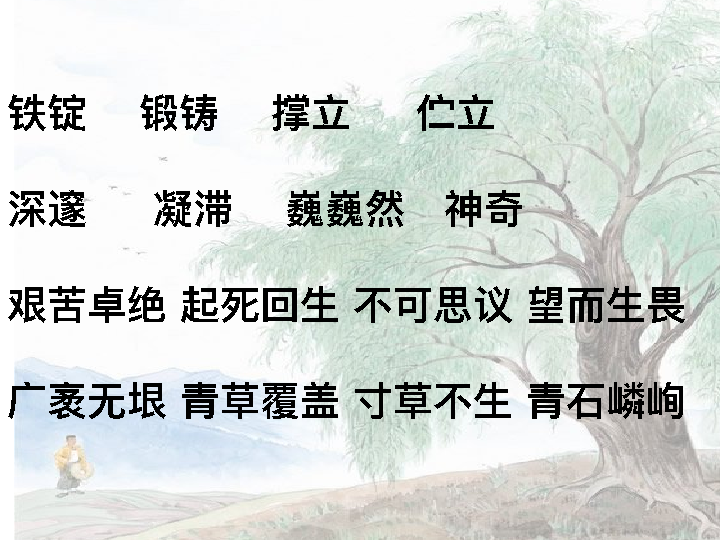 铁锭 锻铸 撑立 伫立
深邃 凝滞 巍巍然 神奇
艰苦卓绝 起死回生 不可思议 望而生畏
广袤无垠 青草覆盖 寸草不生 青石嶙峋